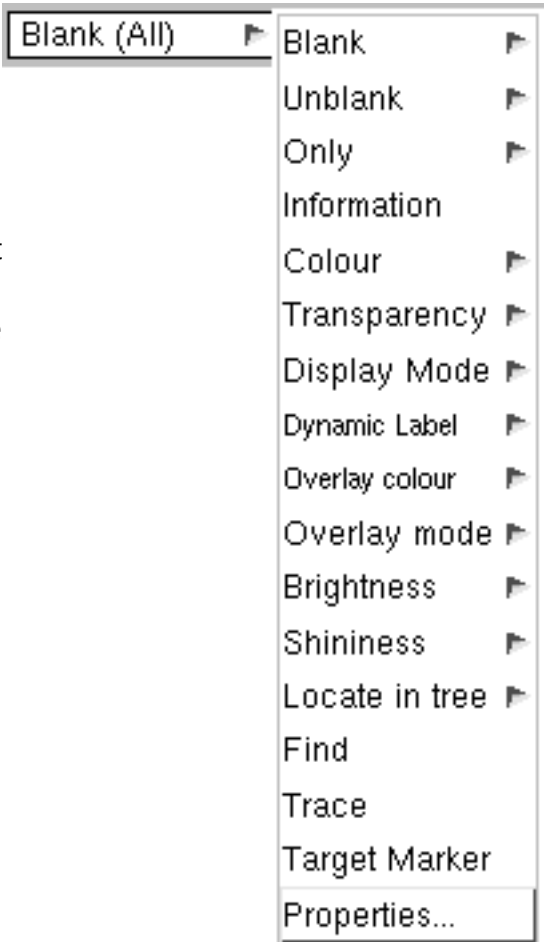 Blank (All)
Blank
Unblank
Only
Information
Colour
Transparency
Display Mode
Dynamic Label
Overlay colour
Overlay mode
Brightness
Shininess
Locate in tree
Find
Trace
Target Marker
Properties...